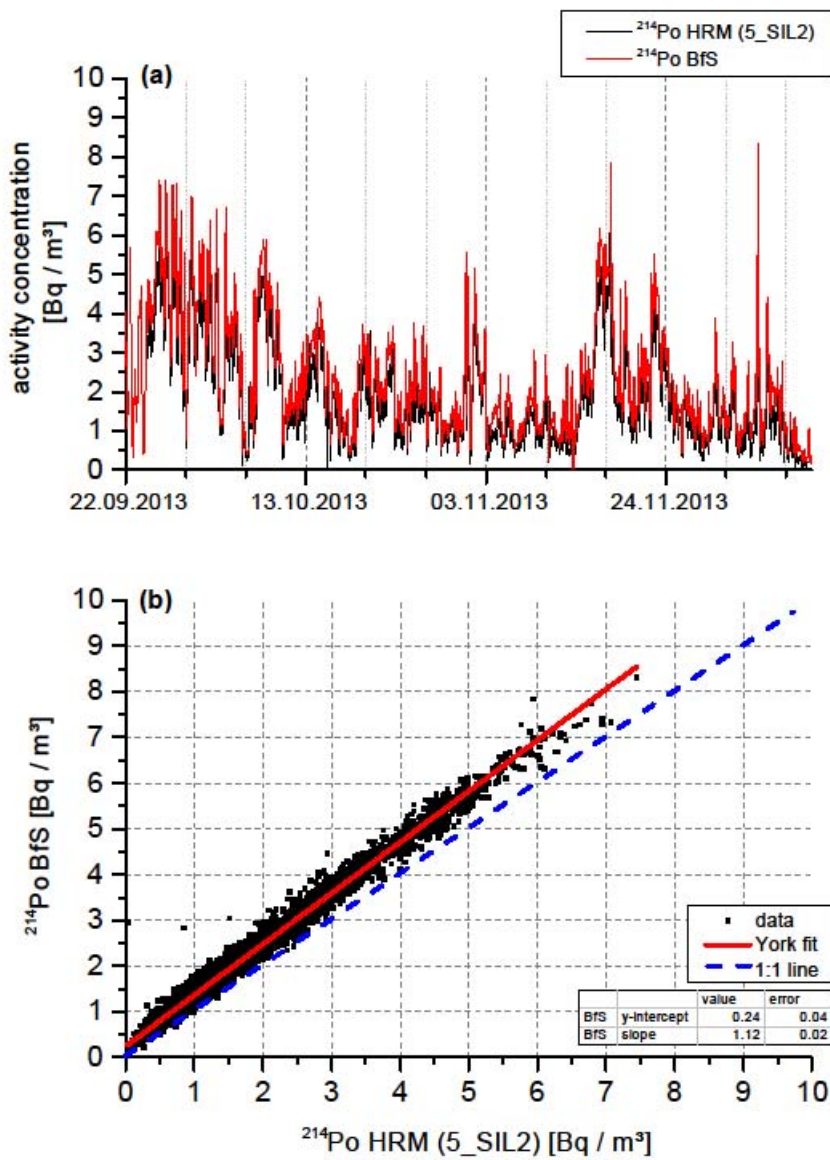 ²¹⁴Po HRM (5_SIL2)
²¹⁴Po BfS
(a)
activity concentration
[Bq / m³]
10
9
8
7
6
5
4
3
2
1
0
22.09.2013 13.10.2013 03.11.2013 24.11.2013
(b)
²¹⁴Po BfS [Bq / m³]
10
9
8
7
6
5
4
3
2
1
0
data
York fit
1:1 line
value error
BfS y-intercept 0.24 0.04
BfS slope 1.12 0.02
0 1 2 3 4 5 6 7 8 9 10
²¹⁴Po HRM (5_SIL2) [Bq / m³]